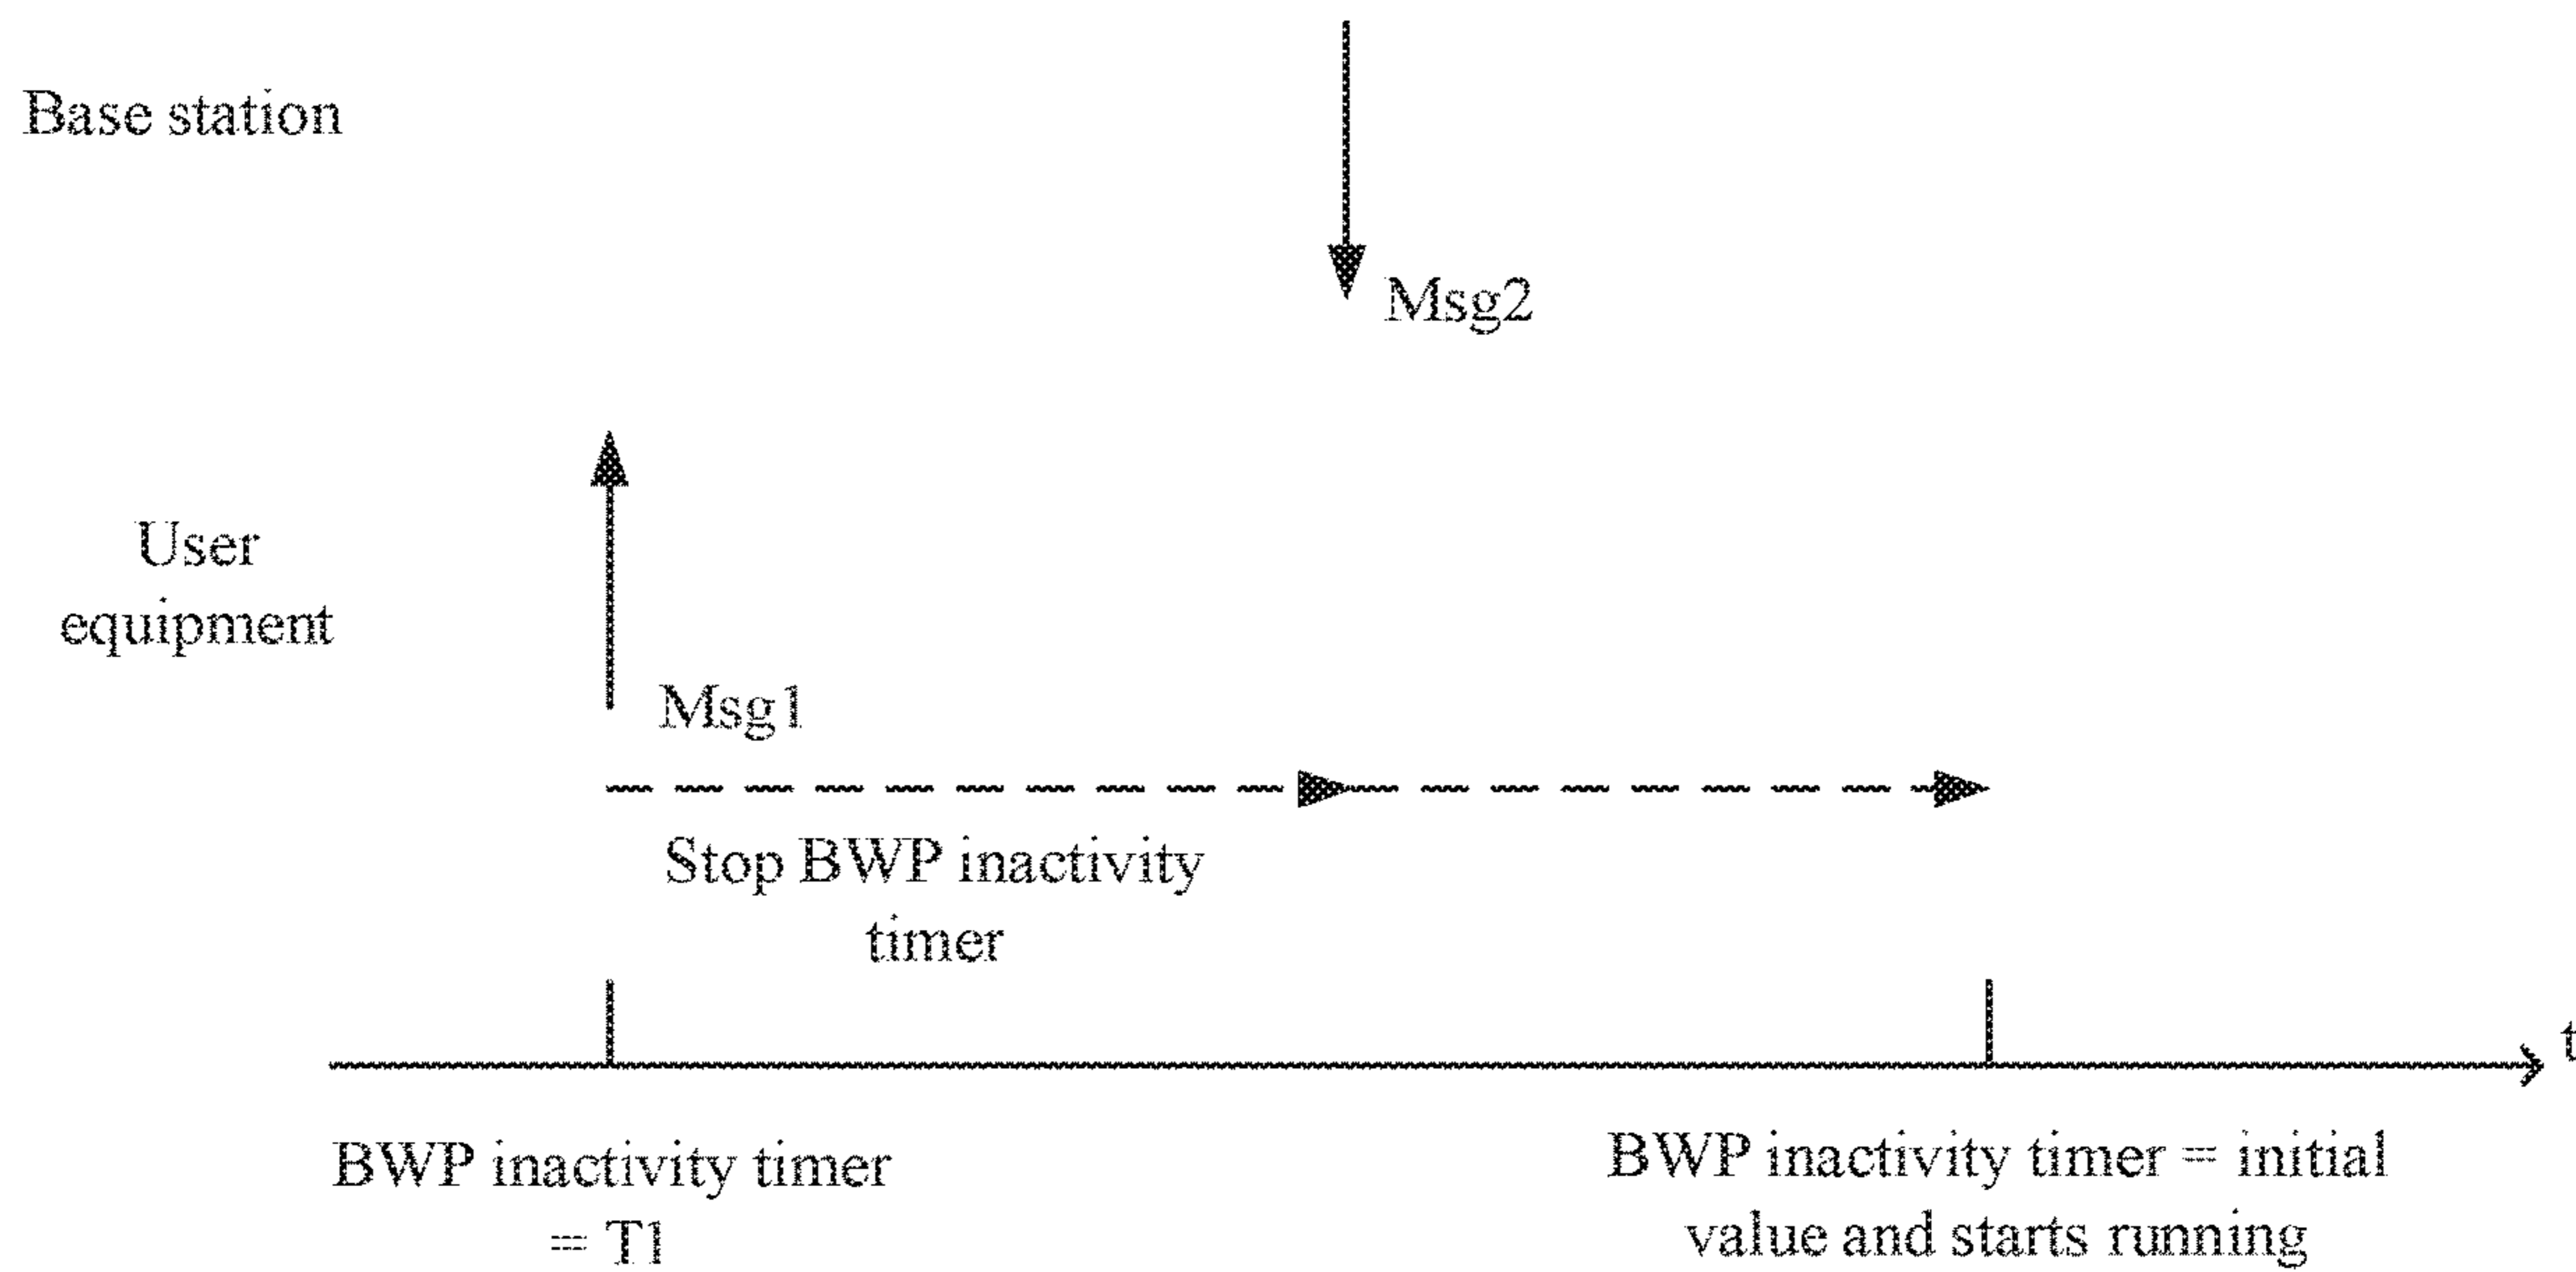 Base station
Msg2
User
equipment
Msg1
Stop BWP inactivity
timer
t
BWP inactivity timer
= T1
BWP inactivity timer = initial
value and starts running